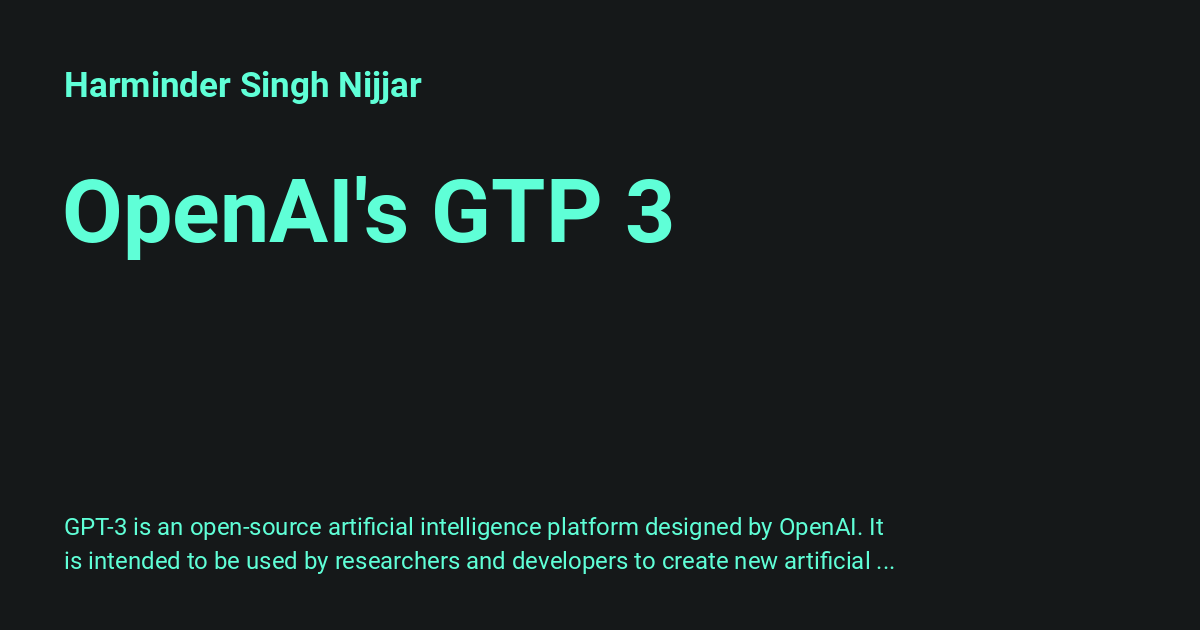 Harminder Singh Nijjar
OpenAI's GTP 3
GPT-3 is an open-source artificial intelligence platform designed by OpenAI. It
is intended to be used by researchers and developers to create new artificial ...